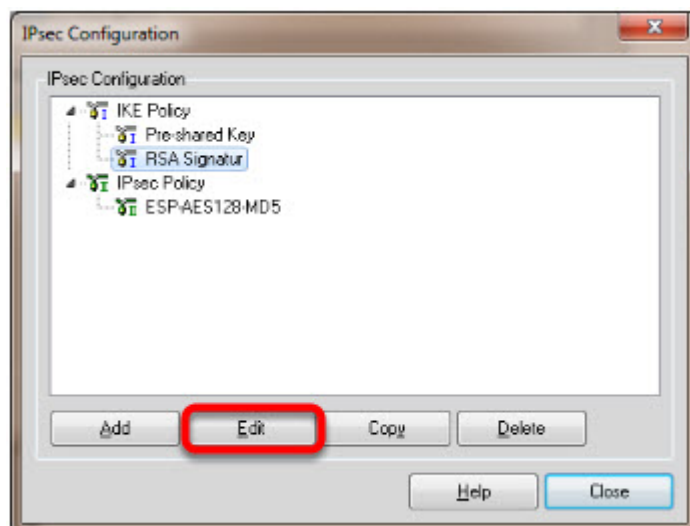 IPsec Configuration
IPsec Configuration
IKE Policy
Pre-shared Key
RSA Signatur
IPsec Policy
ESP-AES128-MD5
Add Edit Copy Delete
Help Close